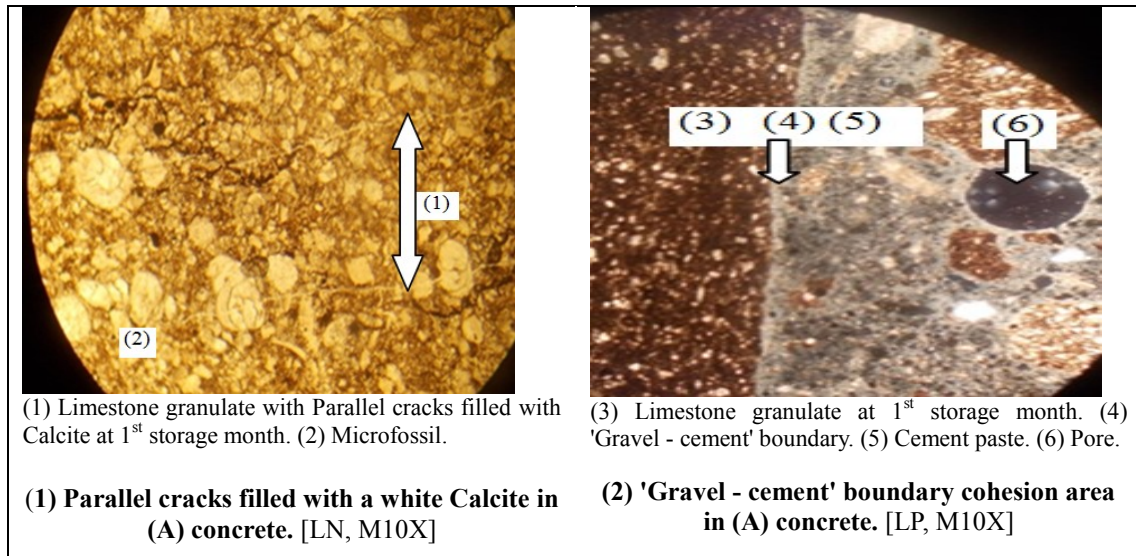 (1)
(2)
(3) (4) (5)
(6)
(1) Limestone granulate with Parallel cracks filled with
Calcite at 1st storage month. (2) Microfossil.
(1) Parallel cracks filled with a white Calcite in
(A) concrete. [LN, M10X]
(3) Limestone granulate at 1st storage month. (4)
'Gravel - cement' boundary. (5) Cement paste. (6) Pore.
(2) 'Gravel - cement' boundary cohesion area
in (A) concrete. [LP, M10X]